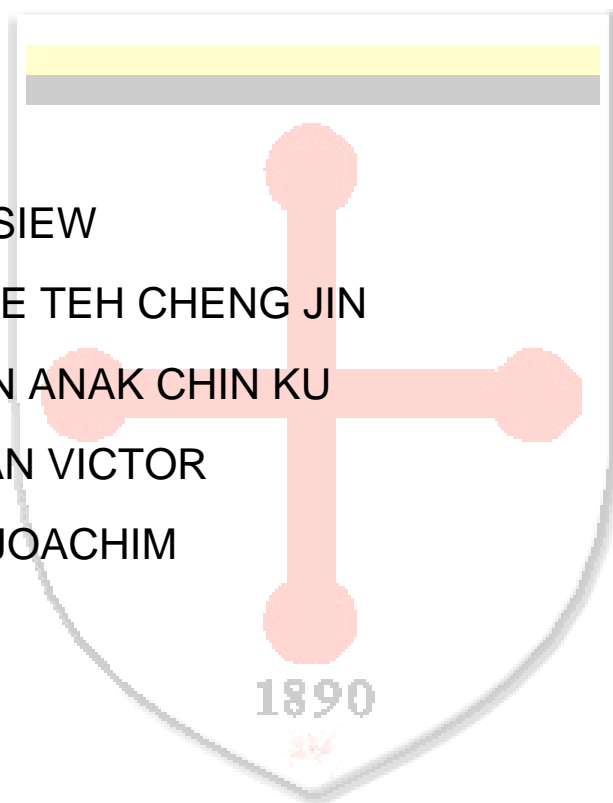 SIEW
E TEH CHENG JIN
N ANAK CHIN KU
AN VICTOR
JOACHIM
1890